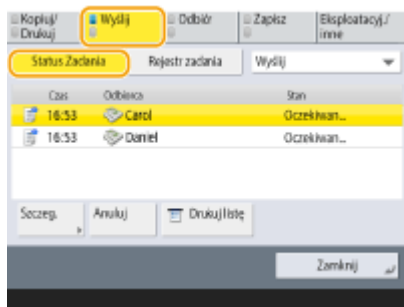 Kopiuj/ Drukuj
Wyślij
Odbiór
Zapisz
Eksploatacyj./ inne
Status Zadania
Rejestr zadania
Wyślij
Czas Odbiorca Stan
16:53 Carol Oczekiwan...
16:53 Daniel Oczekiwan...
Szczeg.
Anuluj
Drukuj listę
Zamknij